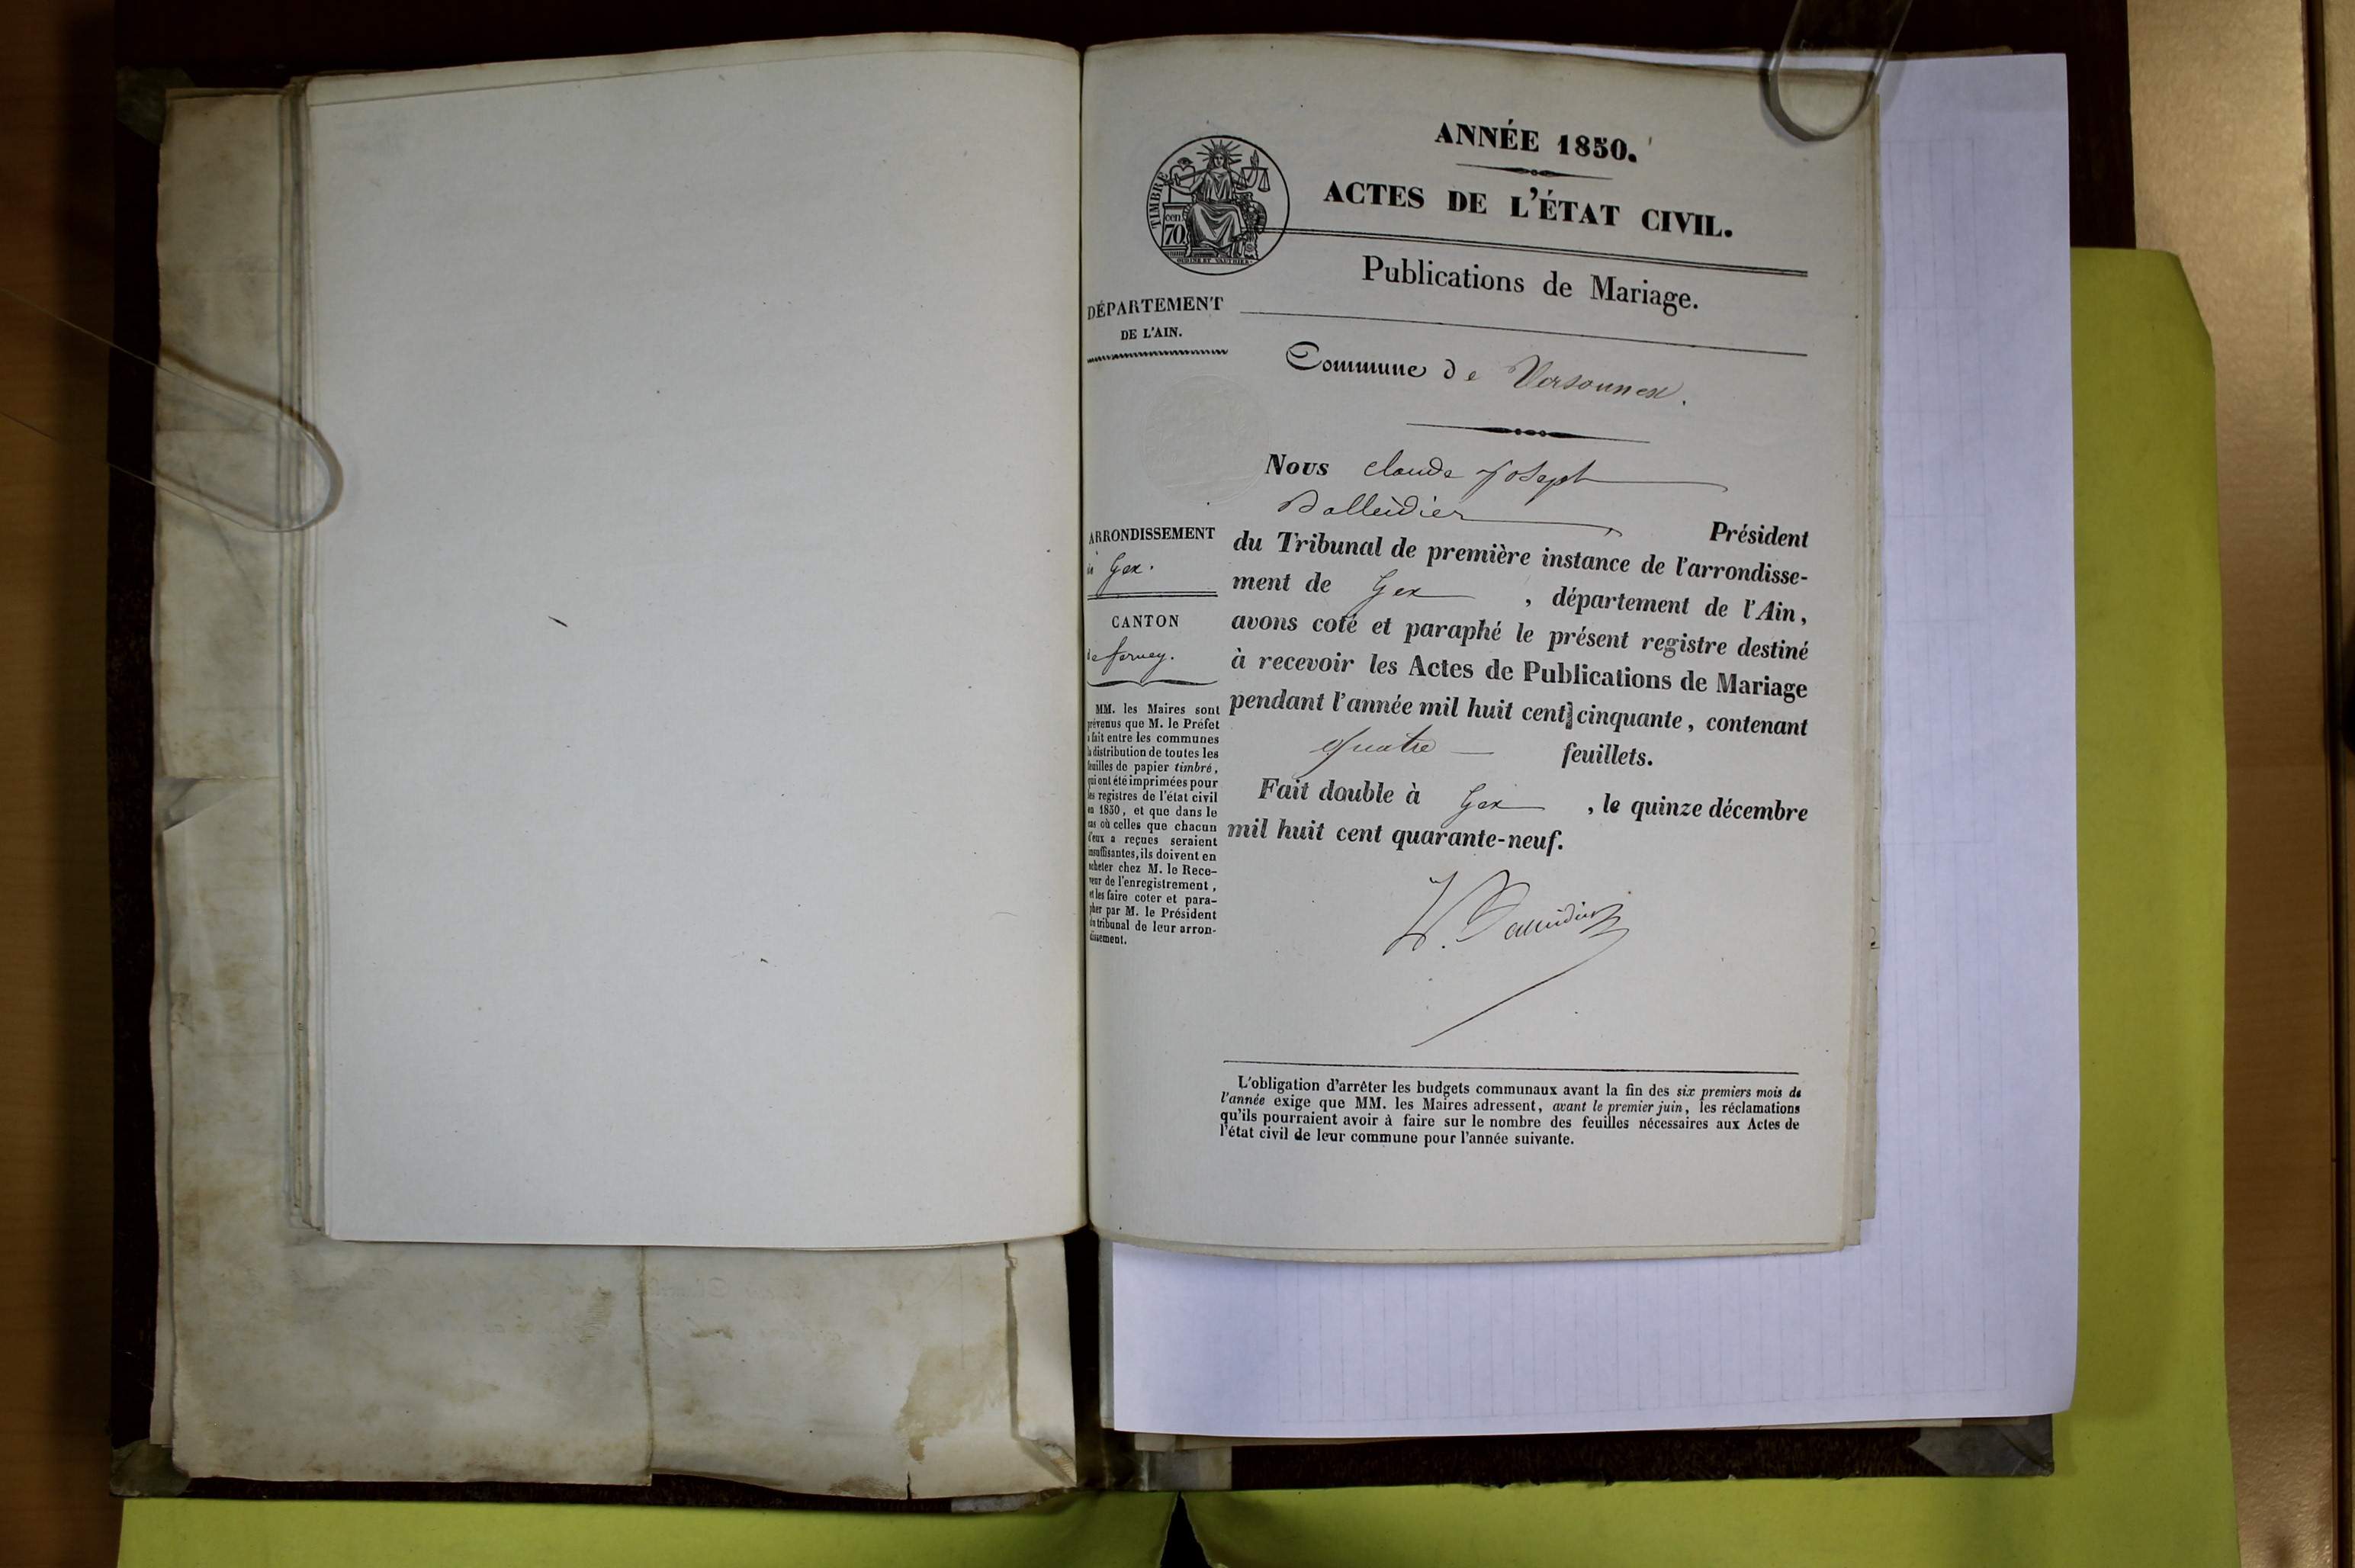 ANNÉE 1850.
ACTES DE L'ÉTAT CIVIL.
TIMBRE
cen
70
Publications de Mariage.
DÉPARTEMENT
DE L'AIN.
Commune de Versonnex.
Nous Claude Joseph
Balleidier Président
du Tribunal de première instance de l'arrondisse-
ment de Gex , département de l'Ain,
avons coté et paraphé le présent registre destiné
à recevoir les Actes de Publications de Mariage
pendant l'année mil huit cent cinquante, contenant
quatre feuillets.
Fait double à Gex , le quinze décembre
mil huit cent quarante-neuf.
ARRONDISSEMENT
de Gex.
CANTON
de ferney.
MM. les Maires sont
prévenus que M. le Préfet
a fait entre les communes
la distribution de toutes les
feuilles de papier timbré,
qui ont été imprimées pour
les registres de l'état civil
en 1850, et que dans le
cas où celles que chacun
d'eux a reçues seraient
insuffisantes, ils doivent en
acheter chez M. le Rece-
veur de l'enregistrement,
et les faire coter et para-
pher par M. le Président
du tribunal de leur arron-
dissement.
L'obligation d'arrêter les budgets communaux avant la fin des six premiers mois de
l'année exige que MM. les Maires adressent, avant le premier juin, les réclamations
qu'ils pourraient avoir à faire sur le nombre des feuilles nécessaires aux Actes de
l'état civil de leur commune pour l'année suivante.